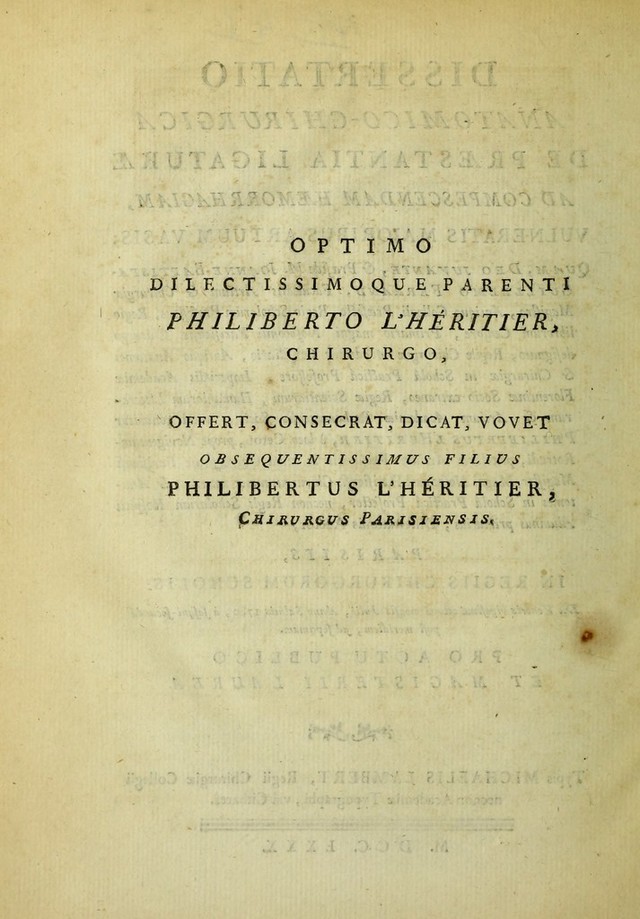 OPTIMO
DILECTISSIMOQUE PARENTI
PHILIBERTO L'HÉRITIER,
CHIRURGO,
OFFERT, CONSECRAT, DICAT, VOVET
OBSEQUENTISSIMUS FILIUS
PHILIBERTUS L'HÉRITIER,
CHIRURGUS PARISIENSIS.